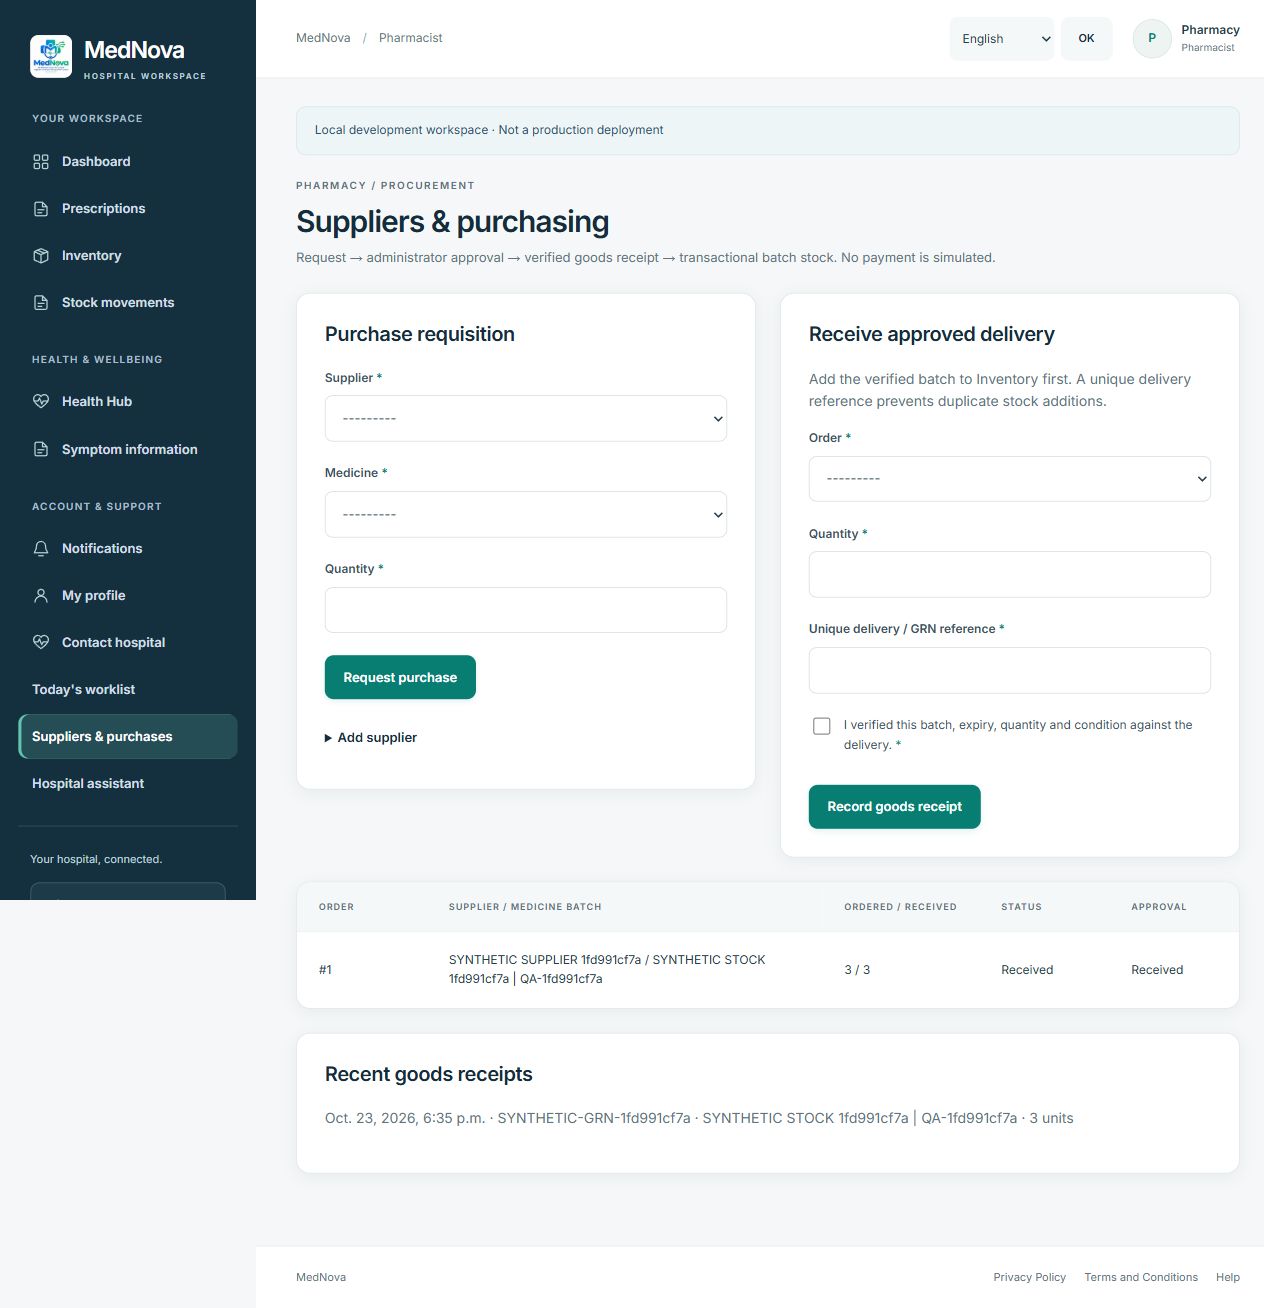 MedNova
HOSPITAL WORKSPACE
YOUR WORKSPACE
Dashboard
Prescriptions
Inventory
Stock movements
HEALTH & WELLBEING
Health Hub
Symptom information
ACCOUNT & SUPPORT
Notifications
My profile
Contact hospital
Today's worklist
Suppliers & purchases
Hospital assistant
Your hospital, connected.
MedNova / Pharmacist
English
OK
P
Pharmacy
Pharmacist
Local development workspace · Not a production deployment
PHARMACY / PROCUREMENT
Suppliers & purchasing
Request → administrator approval → verified goods receipt → transactional batch stock. No payment is simulated.
Purchase requisition
Supplier *
---------
Medicine *
---------
Quantity *
Request purchase
Add supplier
Receive approved delivery
Add the verified batch to Inventory first. A unique delivery
reference prevents duplicate stock additions.
Order *
---------
Quantity *
Unique delivery / GRN reference *
I verified this batch, expiry, quantity and condition against the
delivery. *
Record goods receipt
ORDER SUPPLIER / MEDICINE BATCH ORDERED / RECEIVED STATUS APPROVAL
#1 SYNTHETIC SUPPLIER 1fd991cf7a / SYNTHETIC STOCK 3 / 3 Received Received
1fd991cf7a | QA-1fd991cf7a
Recent goods receipts
Oct. 23, 2026, 6:35 p.m. · SYNTHETIC-GRN-1fd991cf7a · SYNTHETIC STOCK 1fd991cf7a | QA-1fd991cf7a · 3 units
MedNova
Privacy Policy Terms and Conditions Help